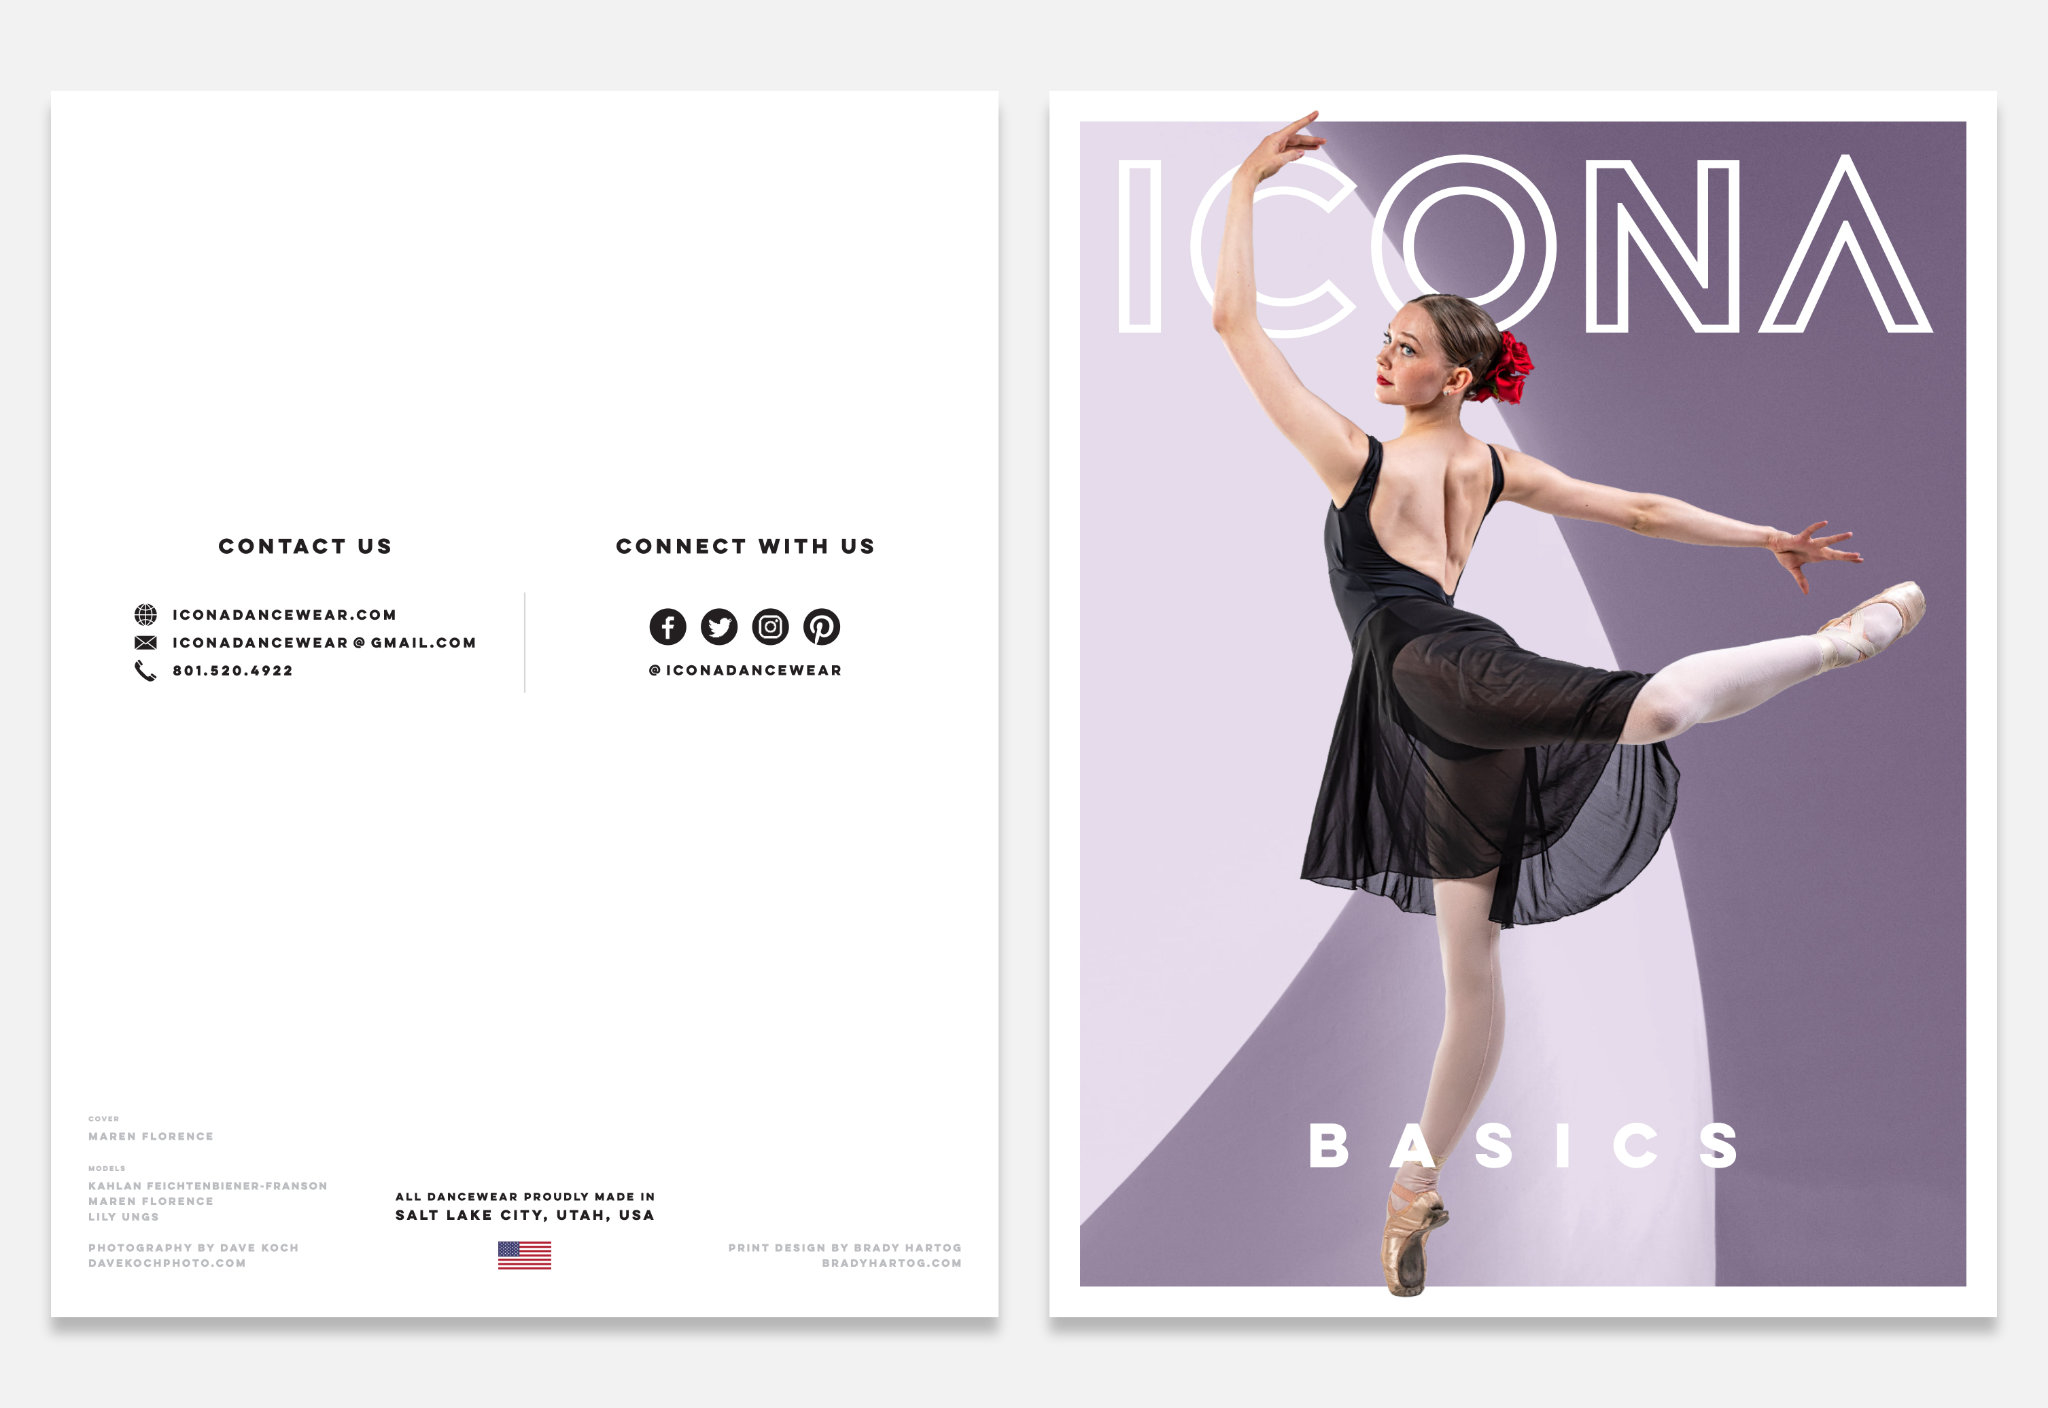 CONTACT US
ICONADANCEWEAR.COM
ICONADANCEWEAR@GMAIL.COM
801.520.4922
CONNECT WITH US
@ICONADANCEWEAR
COVER
MAREN FLORENCE
MODELS
KAHLAN FEICHTENBIENER-FRANSON
MAREN FLORENCE
LILY UNGS
PHOTOGRAPHY BY DAVE KOCH
DAVEKOCHPHOTO.COM
ALL DANCEWEAR PROUDLY MADE IN
SALT LAKE CITY, UTAH, USA
PRINT DESIGN BY BRADY HARTOG
BRADYHARTOG.COM
ICONA
BASICS